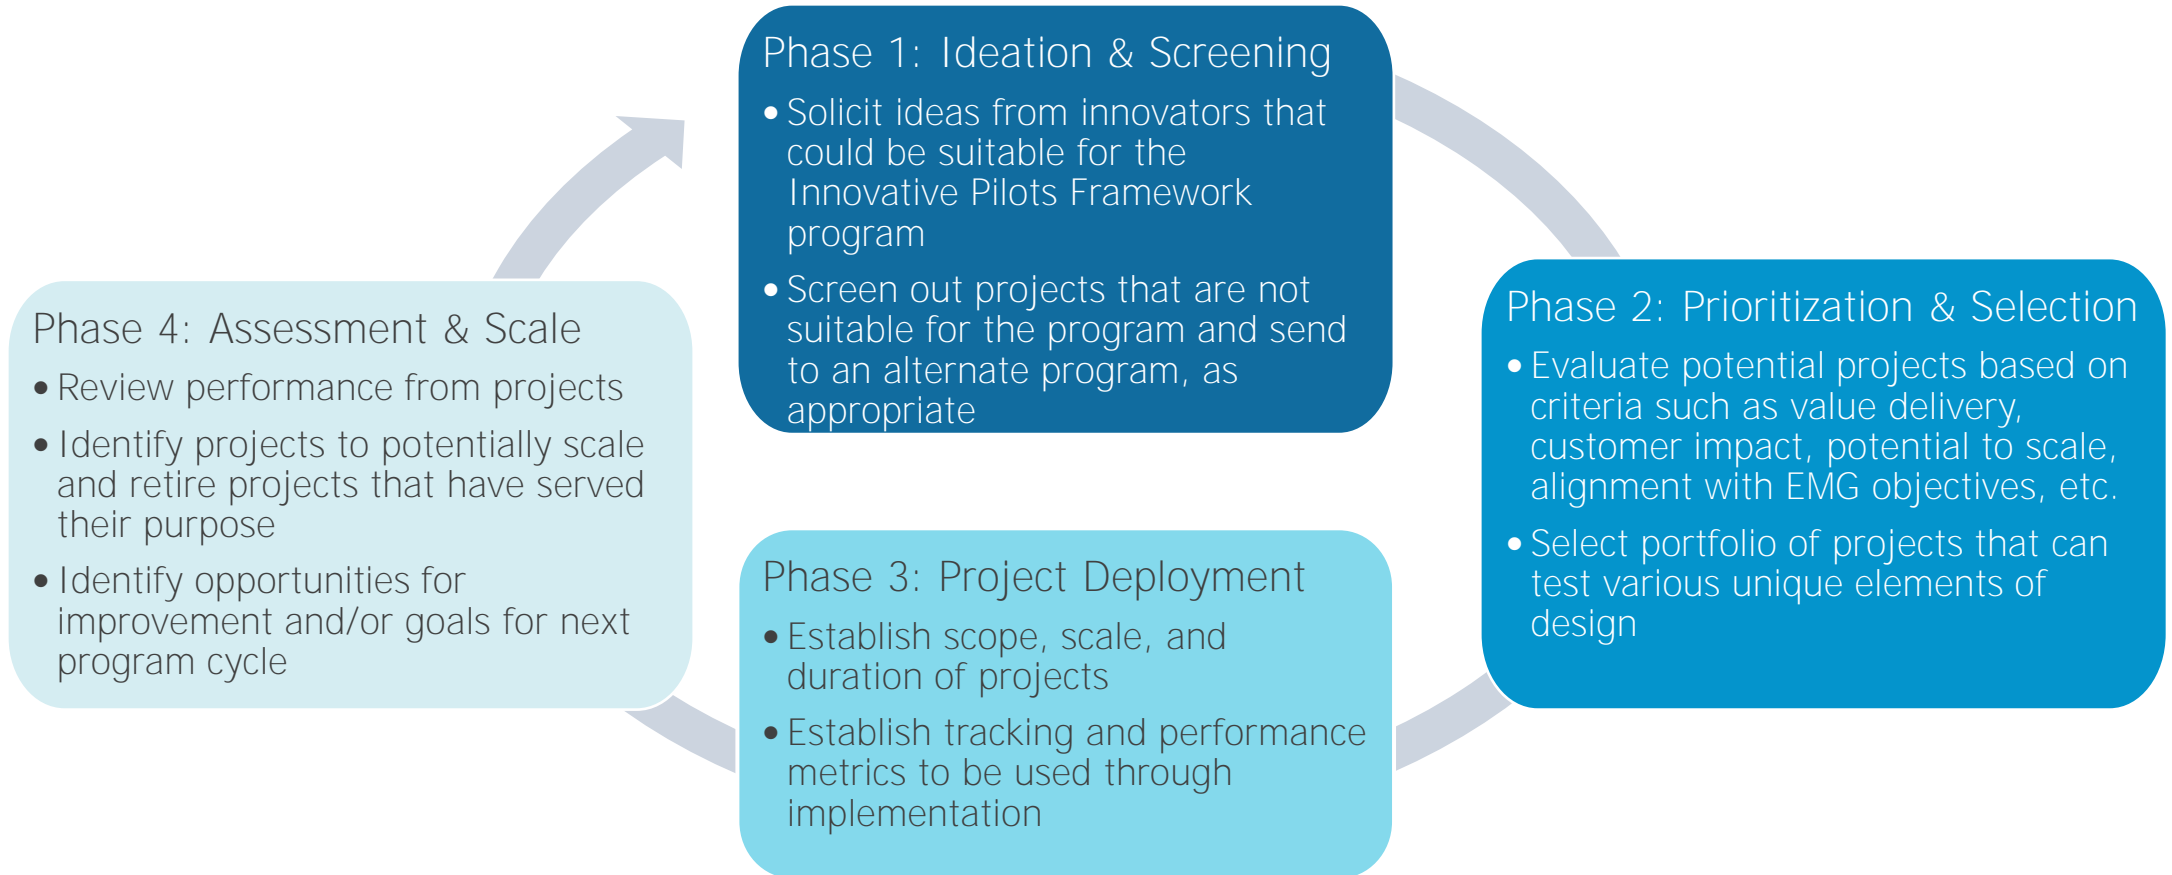 Phase 1: Ideation & Screening
• Solicit ideas from innovators that
could be suitable for the
Innovative Pilots Framework
program
• Screen out projects that are not
suitable for the program and send
to an alternate program, as
appropriate
Phase 2: Prioritization & Selection
• Evaluate potential projects based on
criteria such as value delivery,
customer impact, potential to scale,
alignment with EMG objectives, etc.
• Select portfolio of projects that can
test various unique elements of
design
Phase 3: Project Deployment
• Establish scope, scale, and
duration of projects
• Establish tracking and performance
metrics to be used through
implementation
Phase 4: Assessment & Scale
• Review performance from projects
• Identify projects to potentially scale
and retire projects that have served
their purpose
• Identify opportunities for
improvement and/or goals for next
program cycle